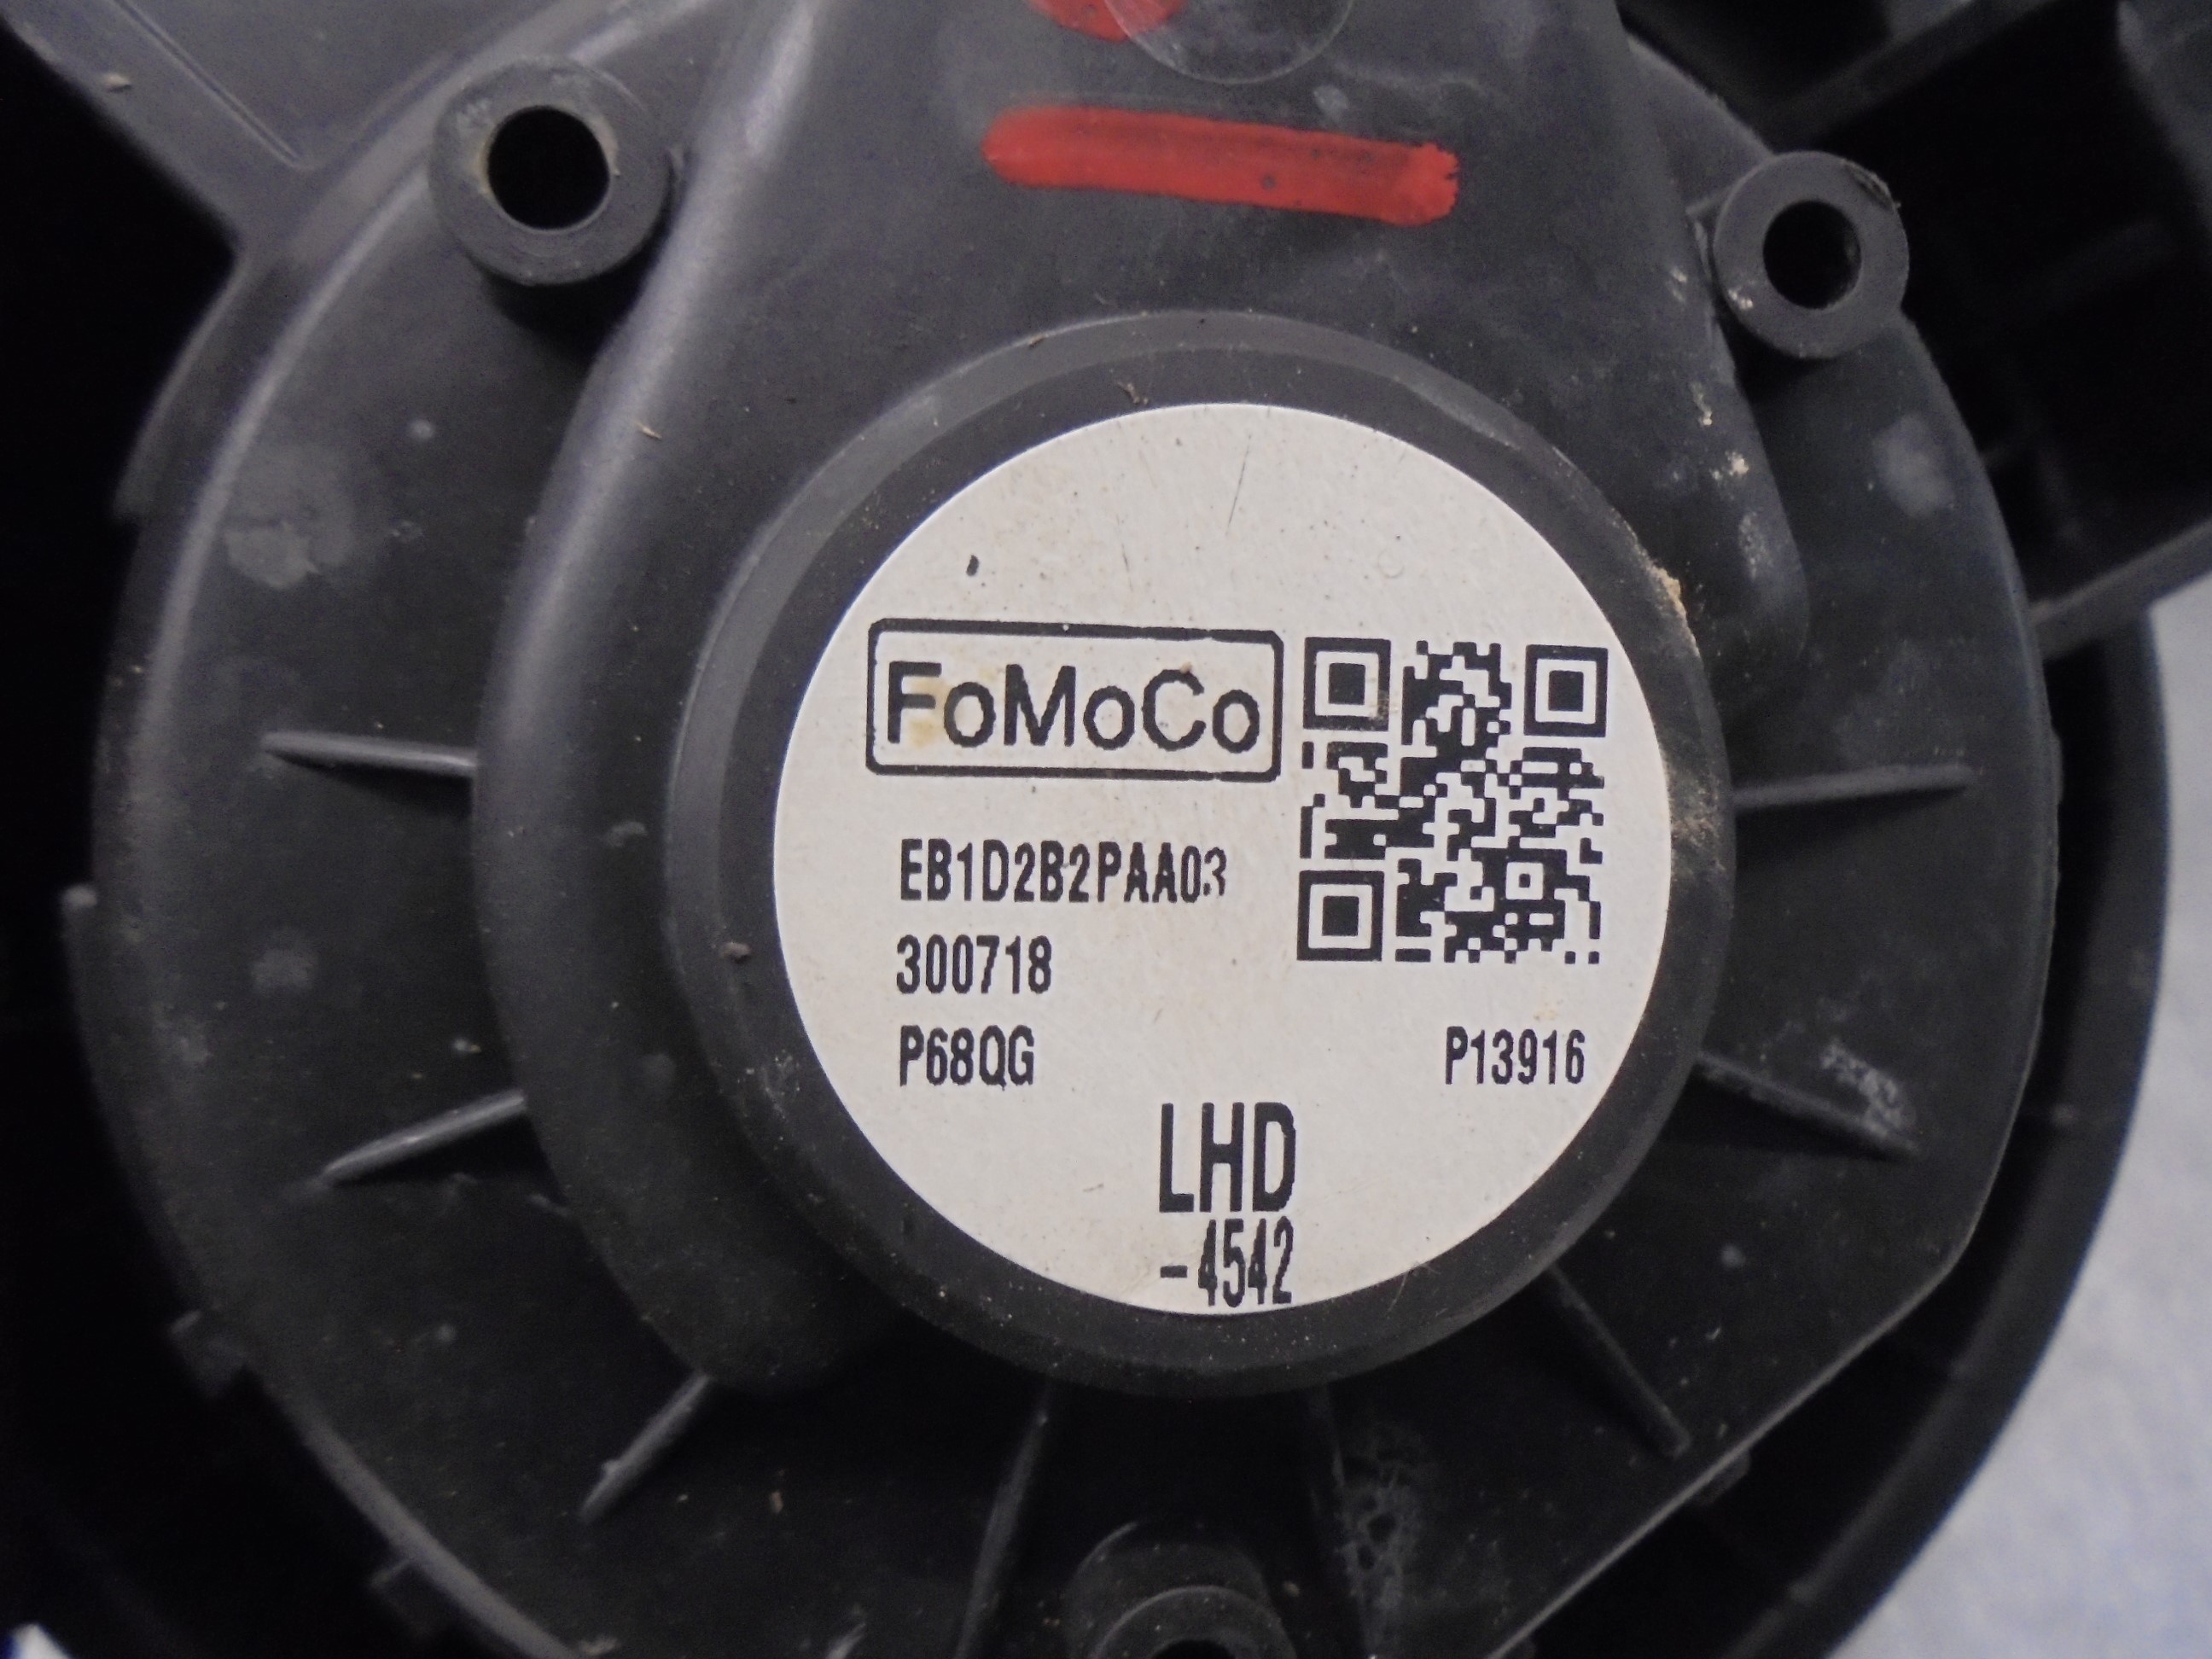 FoMoCo
EB1D2B2PAA03
300718
P68QG P13916
LHD
-4542